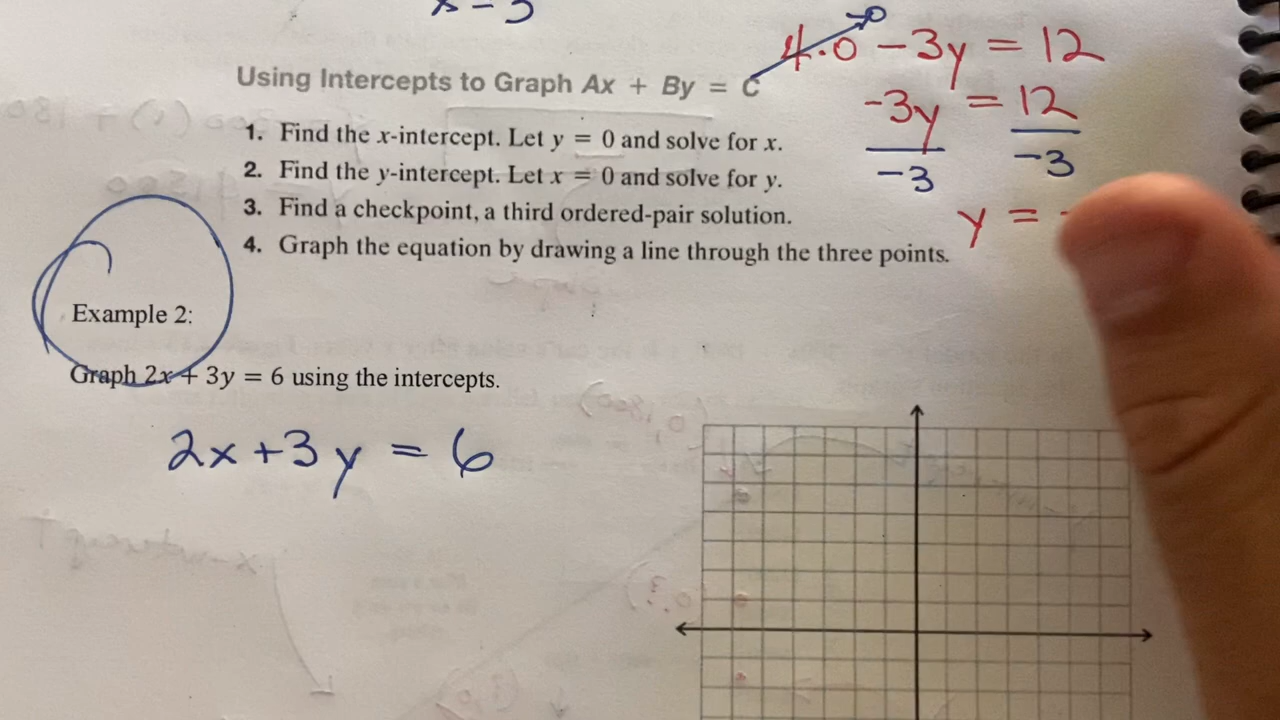 x - 3
4.0 - 3y = 12
Using Intercepts to Graph Ax + By = C
-3y = 12
-3 -3
1. Find the x-intercept. Let y = 0 and solve for x.
2. Find the y-intercept. Let x = 0 and solve for y.
3. Find a checkpoint, a third ordered-pair solution.
y =
4. Graph the equation by drawing a line through the three points.
Example 2:
Graph 2x + 3y = 6 using the intercepts.
2x + 3y = 6